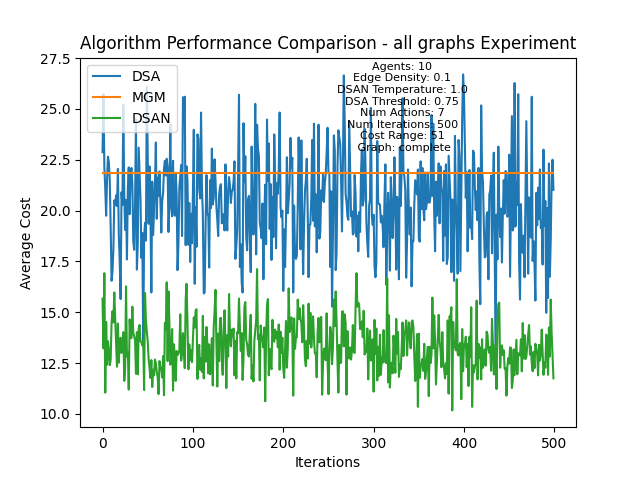 Algorithm Performance Comparison - all graphs Experiment
27.5
25.0
22.5
20.0
17.5
15.0
12.5
10.0
Average Cost
DSA
MGM
DSAN
Agents: 10
Edge Density: 0.1
DSAN Temperature: 1.0
DSA Threshold: 0.75
Num Actions: 7
Num Iterations: 500
Cost Range: 51
Graph: complete
0
100
200
300
400
500
Iterations